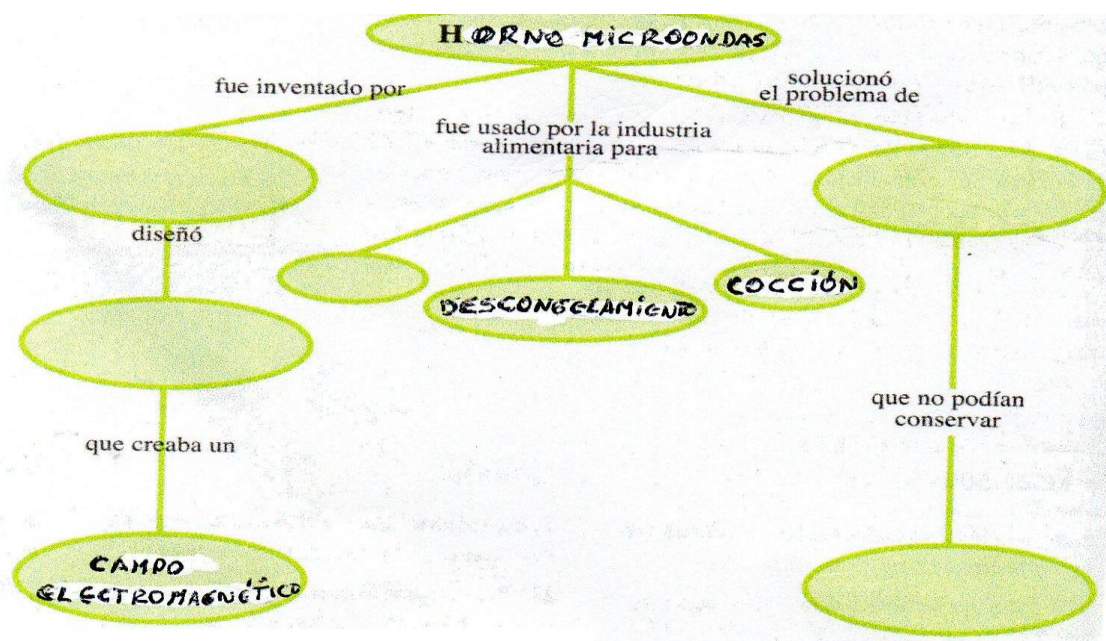 HORNO MICROONDAS
fue inventado por
solucionó
el problema de
fue usado por la industria
alimentaria para
diseñó
COCCIÓN
DESCONGELAMIENTO
que no podían
conservar
que creaba un
CAMPO
ELECTROMAGNÉTICO